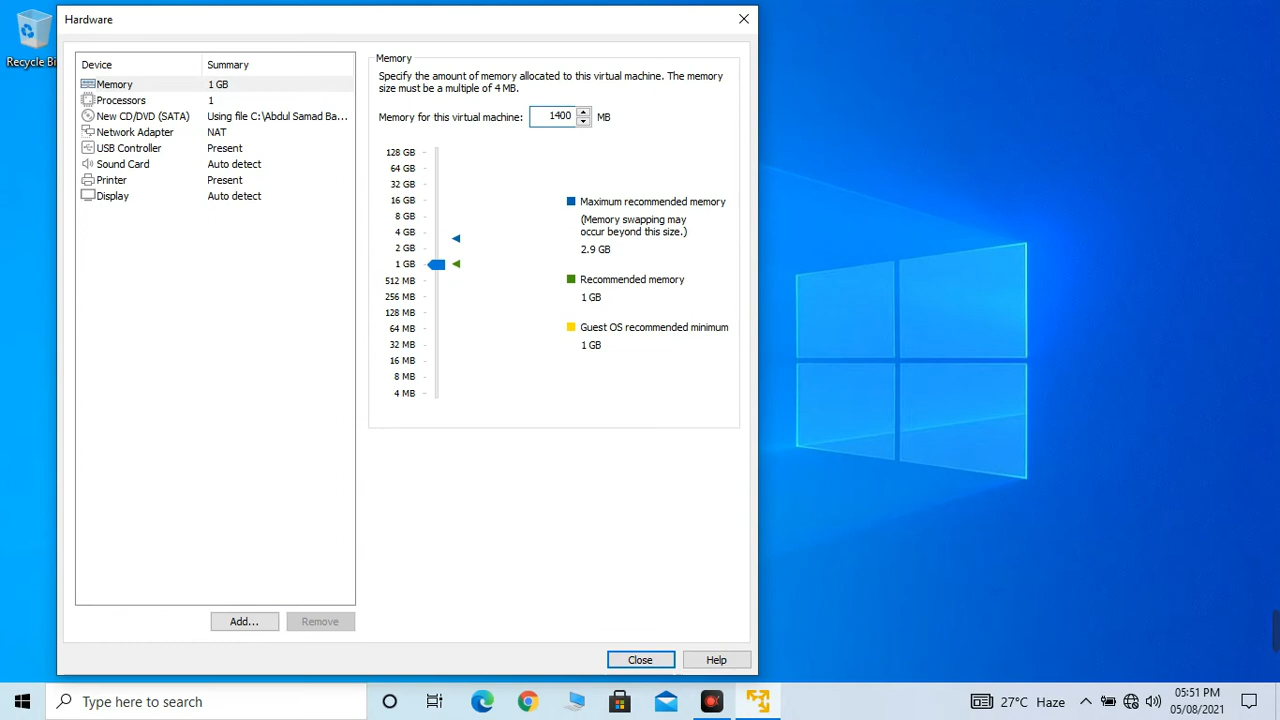 Hardware
Recycle Bi
Device Summary
Memory 1 GB
Processors 1
New CD/DVD (SATA) Using file C:\Abdul Samad Ba...
Network Adapter NAT
USB Controller Present
Sound Card Auto detect
Printer Present
Display Auto detect
Add... Remove
Memory
Specify the amount of memory allocated to this virtual machine. The memory
size must be a multiple of 4 MB.
Memory for this virtual machine: 1400 MB
128 GB
64 GB
32 GB
16 GB
8 GB
4 GB
2 GB
1 GB
512 MB
256 MB
128 MB
64 MB
32 MB
16 MB
8 MB
4 MB
Maximum recommended memory
(Memory swapping may
occur beyond this size.)
2.9 GB
Recommended memory
1 GB
Guest OS recommended minimum
1 GB
Close Help
Type here to search
27°C Haze
05:51 PM
05/08/2021